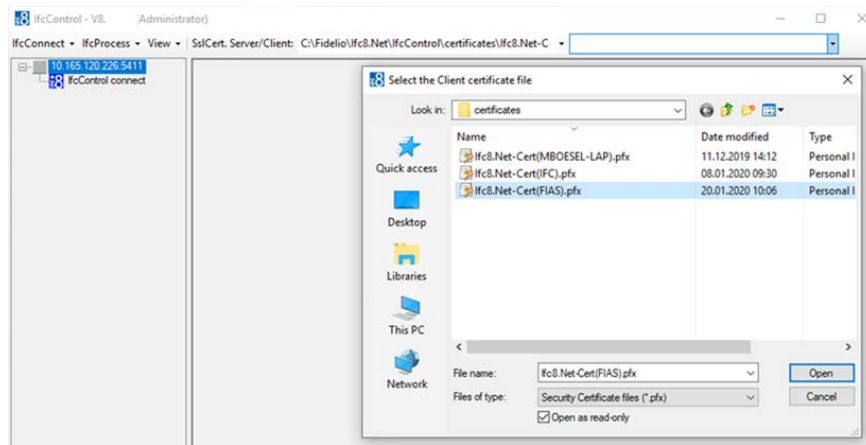 IfcControl - V8. (Administrator)
IfcConnect IfcProcess View SslCert. Server/Client: C:\Fidelio\Ifc8.Net\IfcControl\certificates\Ifc8.Net-C
10.165.120.226:5411
IfcControl connect
Select the Client certificate file
Look in: certificates
Name Date modified Type
Ifc8.Net-Cert(MBOESEL-LAP).pfx 11.12.2019 14:12 Personal I
Ifc8.Net-Cert(IFC).pfx 08.01.2020 09:30 Personal I
Ifc8.Net-Cert(FIAS).pfx 20.01.2020 10:06 Personal I
Quick access
Desktop
Libraries
This PC
Network
File name: Ifc8.Net-Cert(FIAS).pfx Open
Files of type: Security Certificate files (*.pfx) Cancel
Open as read-only